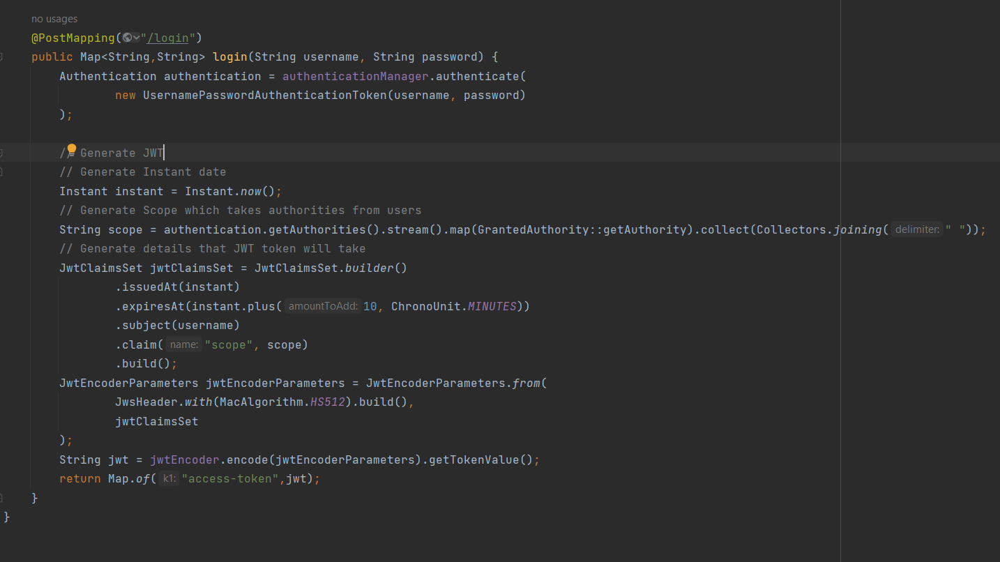 no usages
@PostMapping("/login")
public Map<String,String> login(String username, String password) {
Authentication authentication = authenticationManager.authenticate(
new UsernamePasswordAuthenticationToken(username, password)
);
// Generate JWT
// Generate Instant date
Instant instant = Instant.now();
// Generate Scope which takes authorities from users
String scope = authentication.getAuthorities().stream().map(GrantedAuthority::getAuthority).collect(Collectors.joining( delimiter: " "));
// Generate details that JWT token will take
JwtClaimsSet jwtClaimsSet = JwtClaimsSet.builder()
.issuedAt(instant)
.expiresAt(instant.plus( amountToAdd: 10, ChronoUnit.MINUTES))
.subject(username)
.claim( name: "scope", scope)
.build();
JwtEncoderParameters jwtEncoderParameters = JwtEncoderParameters.from(
JwsHeader.with(MacAlgorithm.HS512).build(),
jwtClaimsSet
);
String jwt = jwtEncoder.encode(jwtEncoderParameters).getTokenValue();
return Map.of( k1: "access-token",jwt);
}
}